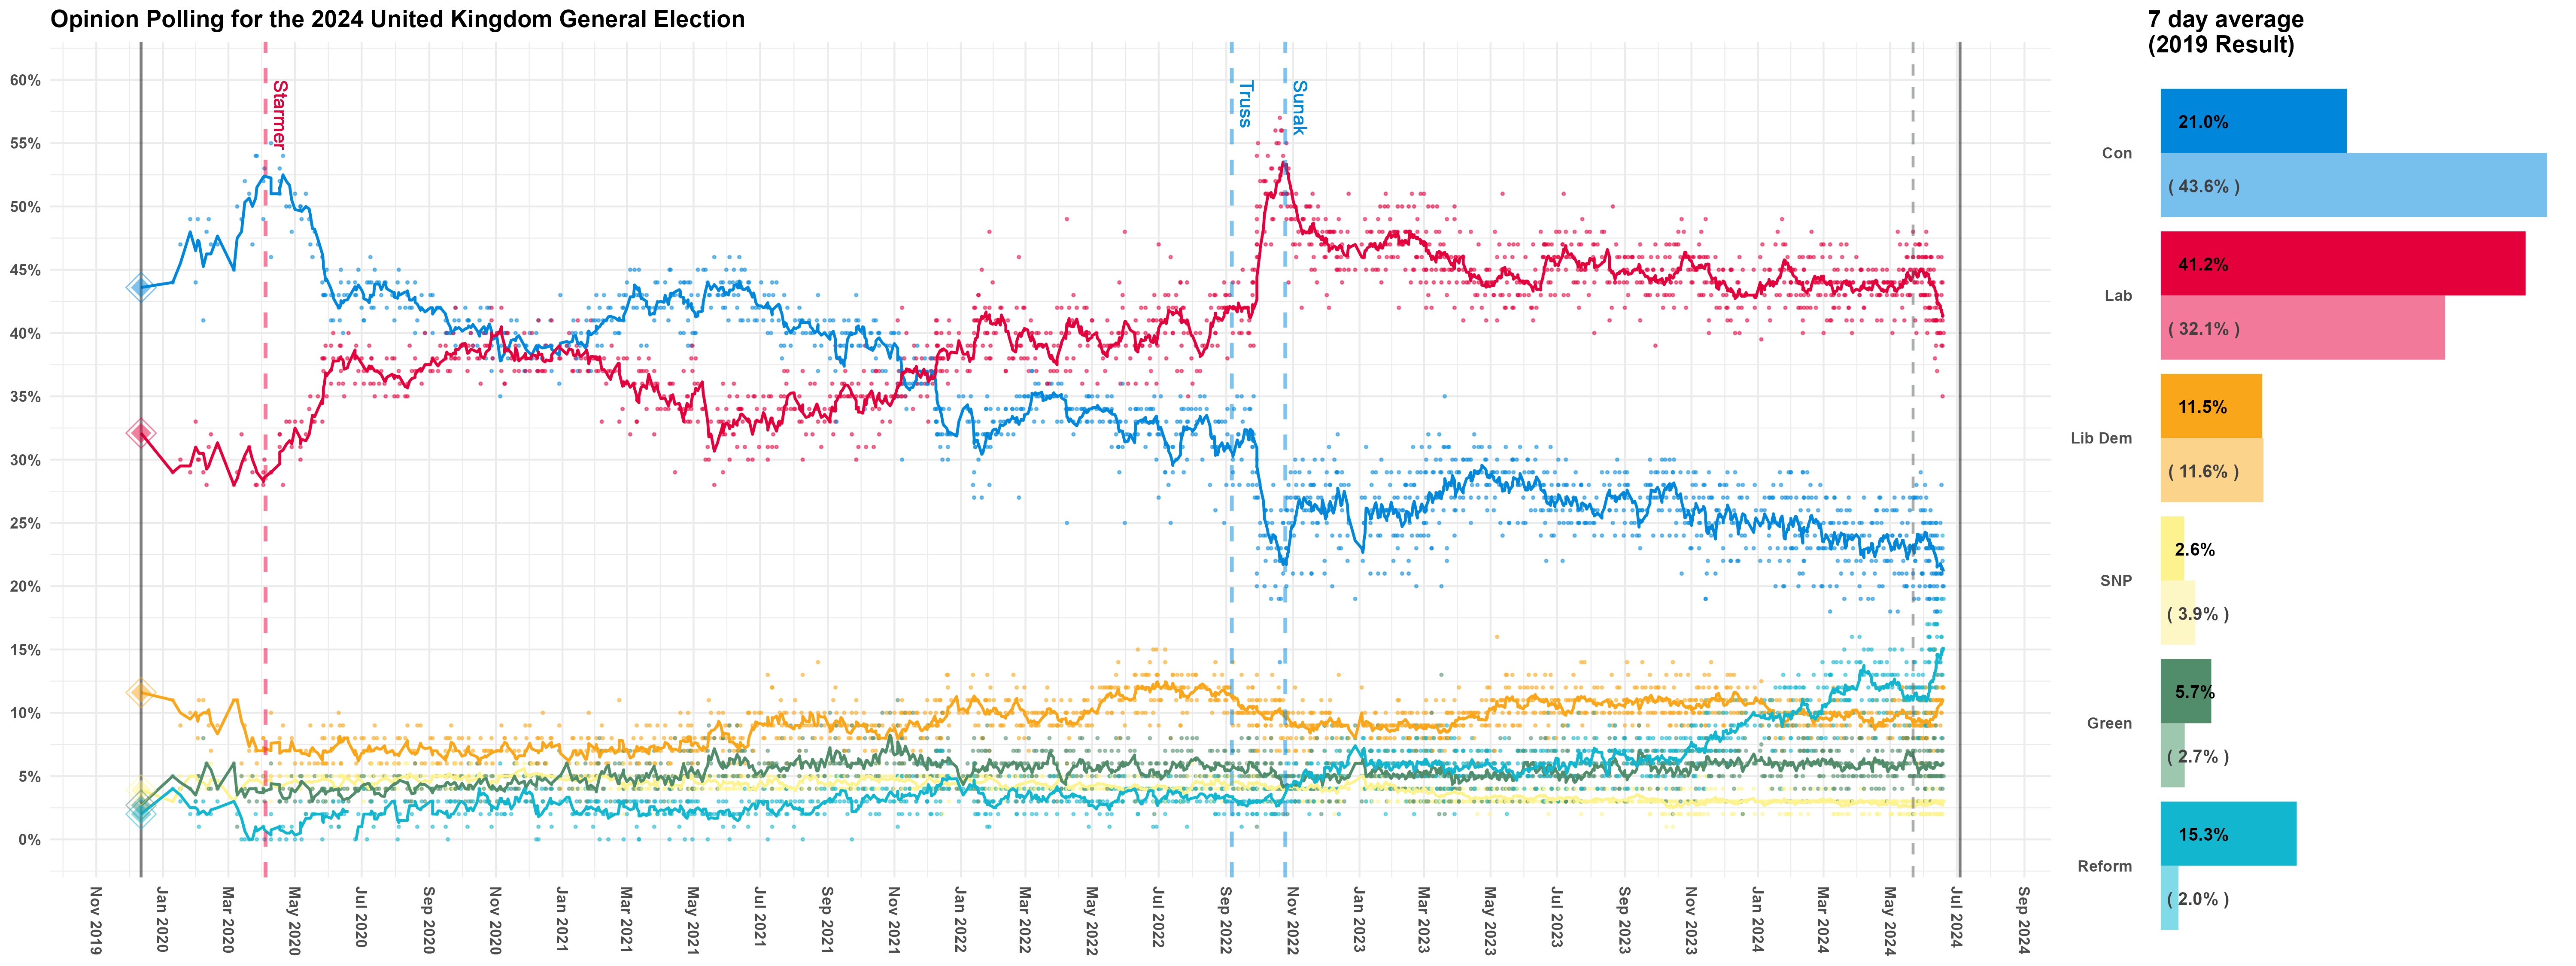 Opinion Polling for the 2024 United Kingdom General Election
7 day average
(2019 Result)
60%
55%
50%
45%
40%
35%
30%
25%
20%
15%
10%
5%
0%
Starmer
Truss
Sunak
Nov 2019
Jan 2020
Mar 2020
May 2020
Jul 2020
Sep 2020
Nov 2020
Jan 2021
Mar 2021
May 2021
Jul 2021
Sep 2021
Nov 2021
Jan 2022
Mar 2022
May 2022
Jul 2022
Sep 2022
Nov 2022
Jan 2023
Mar 2023
May 2023
Jul 2023
Sep 2023
Nov 2023
Jan 2024
Mar 2024
May 2024
Jul 2024
Sep 2024
Con
21.0%
( 43.6% )
Lab
41.2%
( 32.1% )
Lib Dem
11.5%
( 11.6% )
SNP
2.6%
( 3.9% )
Green
5.7%
( 2.7% )
Reform
15.3%
( 2.0% )